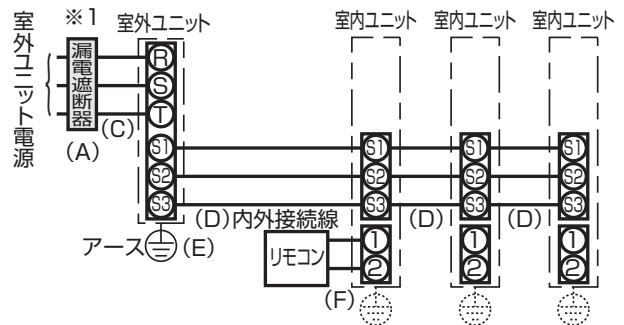 ※1
室外ユニット
室内ユニット
室内ユニット
室内ユニット
室外ユニット電源
漏電遮断器
R
S
T
(C)
(A)
S1
S2
S3
S1
S2
S3
S1
S2
S3
S1
S2
S3
(D)内外接続線
(D)
(D)
アース
(E)
リモコン
1
2
1
2
1
2
(F)